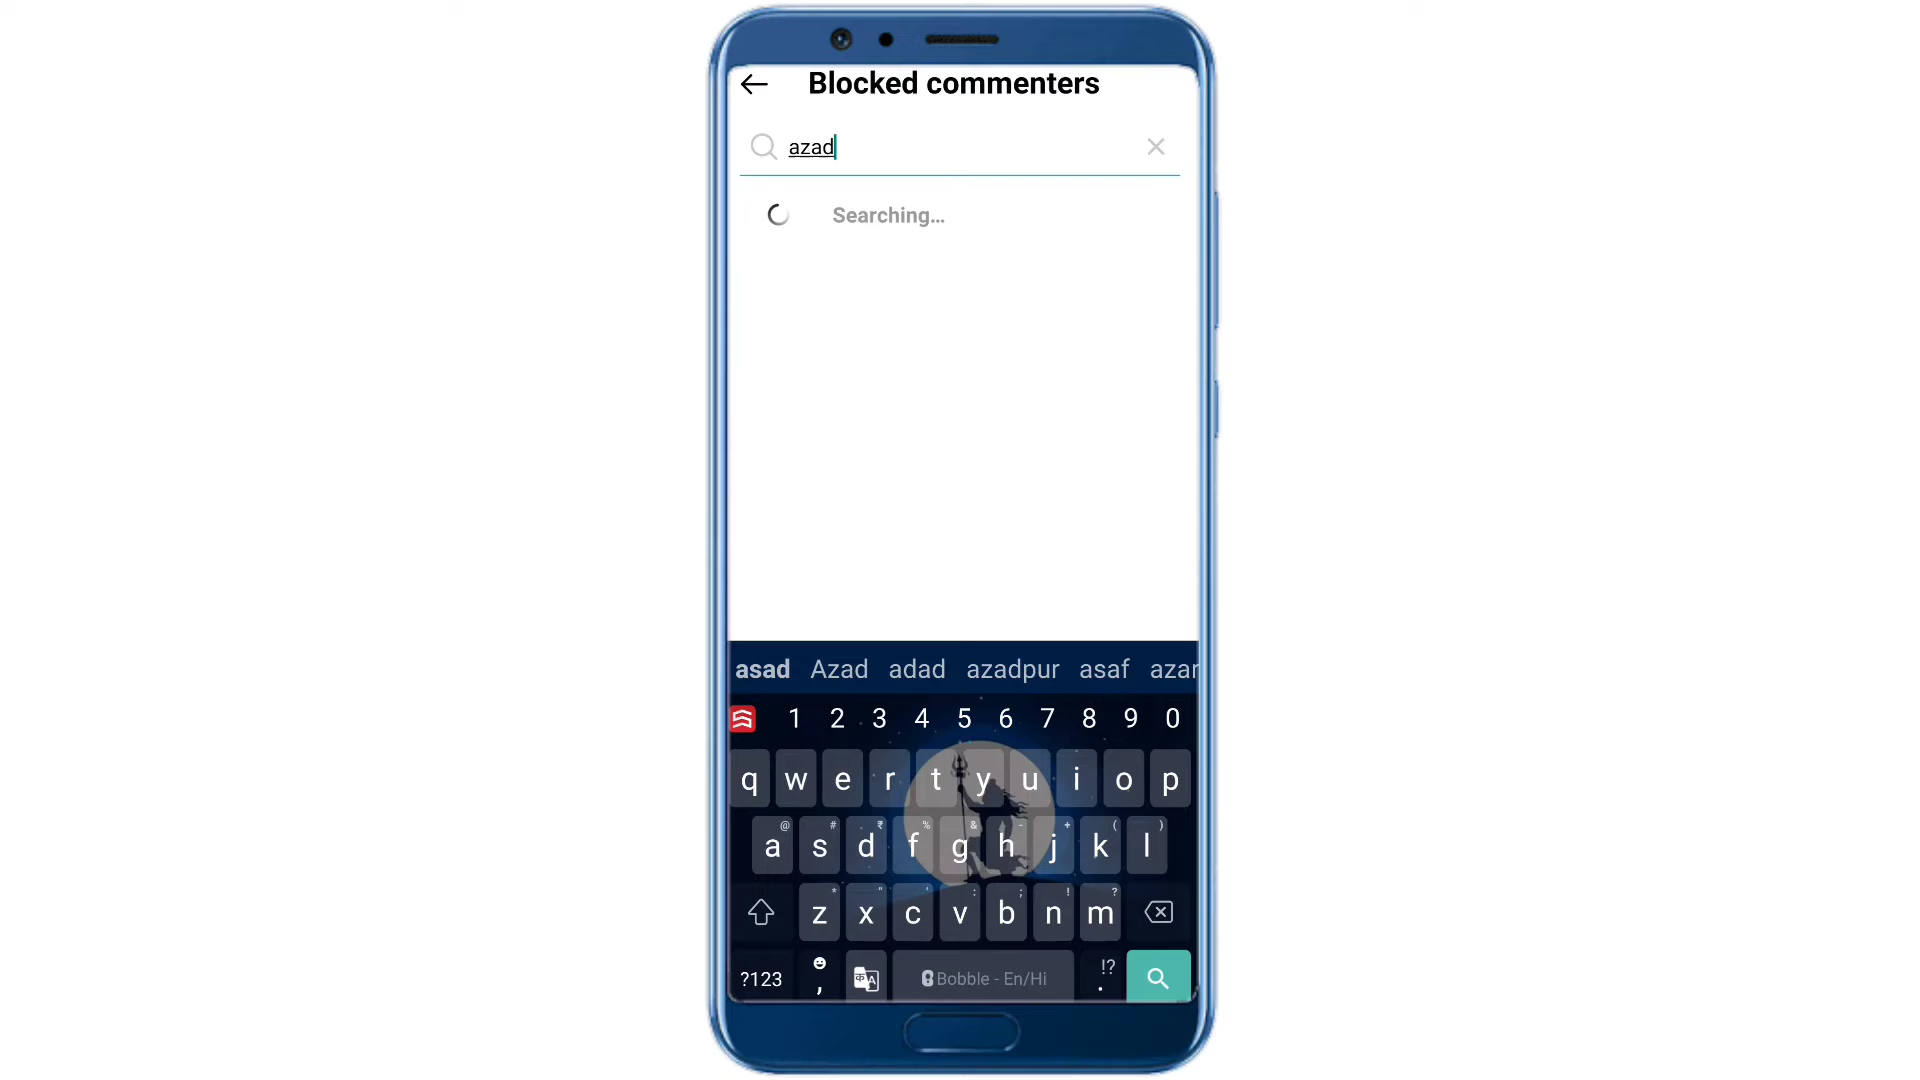 Blocked commenters
azad
Searching...
asad Azad adad azadpur asaf azar
1 2 3 4 5 6 7 8 9 0
q w e r t y u i o p
@ # ₹ % & - + ( )
a s d f g h j k l
* " ' : ; ! ?
z x c v b n m
?123 , क A Bobble - En/Hi !? .